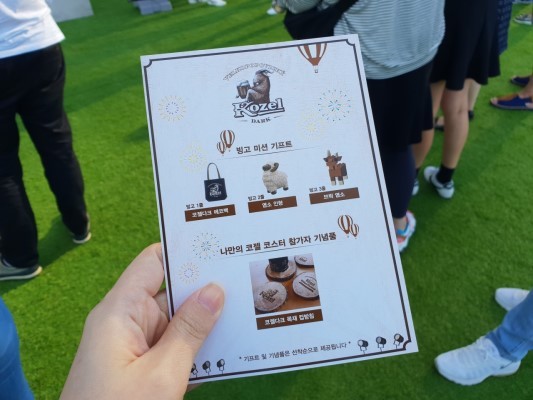 Kozel
DARK
빙고 미션 기프트
빙고 1줄
코젤다크 에코백
빙고 2줄
염소 인형
빙고 3줄
브릭 염소
나만의 코젤 코스터 참가자 기념품
코젤다크 목재 컵받침
* 기프트 및 기념품은 선착순으로 제공됩니다 *